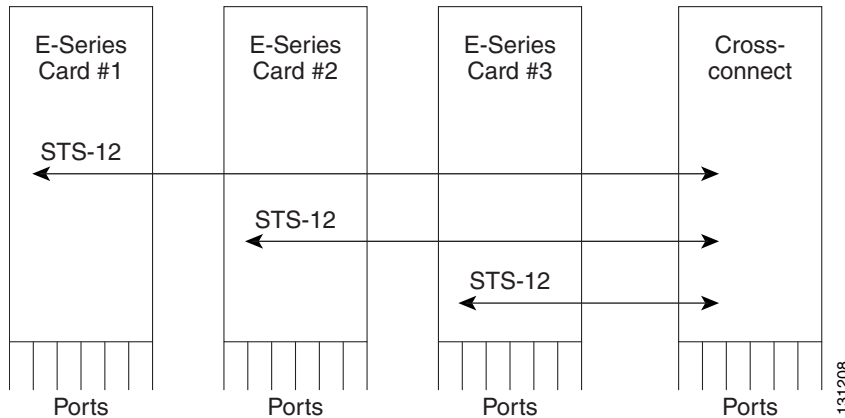 E-Series
Card #1
E-Series
Card #2
E-Series
Card #3
Cross-
connect
STS-12
STS-12
STS-12
Ports
Ports
Ports
Ports
131208